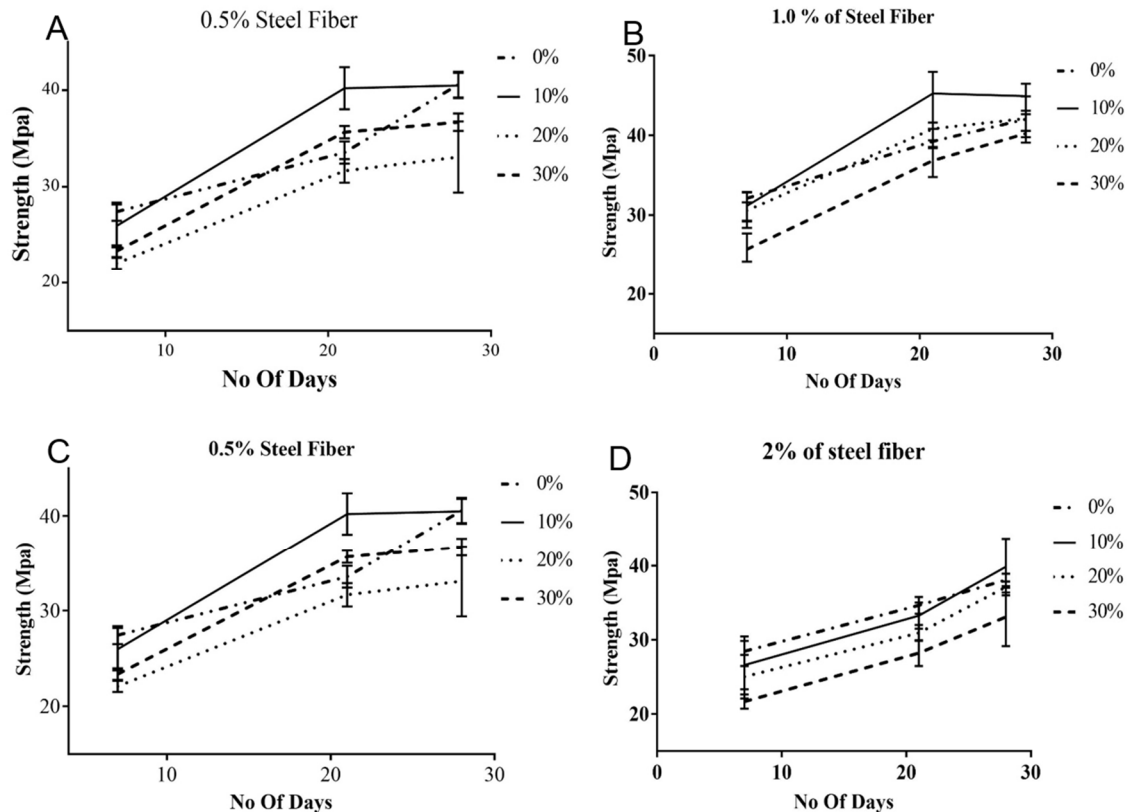 A
0.5% Steel Fiber
40
30
20
Strength (Mpa)
10
20
30
No Of Days
0%
10%
20%
30%
B
1.0 % of Steel Fiber
50
40
30
20
Strength (Mpa)
0
10
20
30
No Of Days
0%
10%
20%
30%
C
0.5% Steel Fiber
40
30
20
Strength (Mpa)
10
20
30
No Of Days
0%
10%
20%
30%
D
2% of steel fiber
50
40
30
20
Strength (Mpa)
0
10
20
30
No Of Days
0%
10%
20%
30%